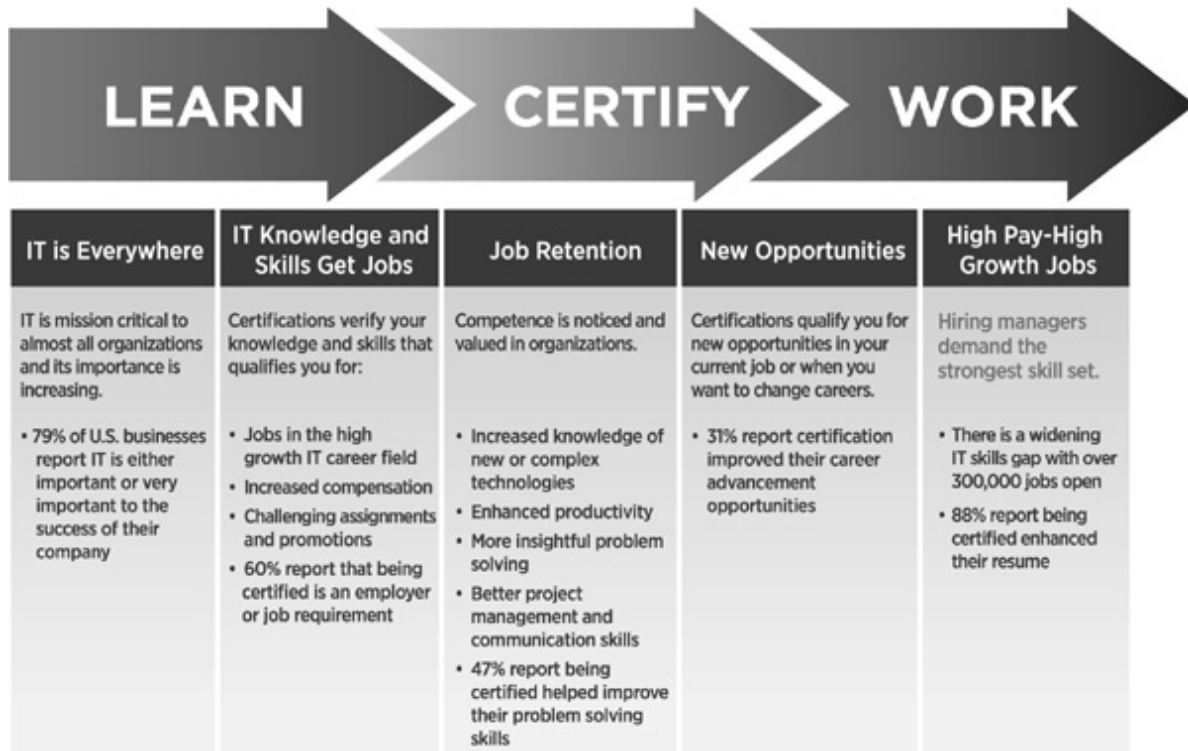 LEARN
CERTIFY
WORK
IT is Everywhere
IT is mission critical to
almost all organizations
and its importance is
increasing.
• 79% of U.S. businesses
report IT is either
important or very
important to the
success of their
company
IT Knowledge and
Skills Get Jobs
Certifications verify your
knowledge and skills that
qualifies you for:
• Jobs in the high
growth IT career field
• Increased compensation
• Challenging assignments
and promotions
• 60% report that being
certified is an employer
or job requirement
Job Retention
Competence is noticed and
valued in organizations.
• Increased knowledge of
new or complex
technologies
• Enhanced productivity
• More insightful problem
solving
• Better project
management and
communication skills
• 47% report being
certified helped improve
their problem solving
skills
New Opportunities
Certifications qualify you for
new opportunities in your
current job or when you
want to change careers.
• 31% report certification
improved their career
advancement
opportunities
High Pay-High
Growth Jobs
Hiring managers
demand the
strongest skill set.
• There is a widening
IT skills gap with over
300,000 jobs open
• 88% report being
certified enhanced
their resume